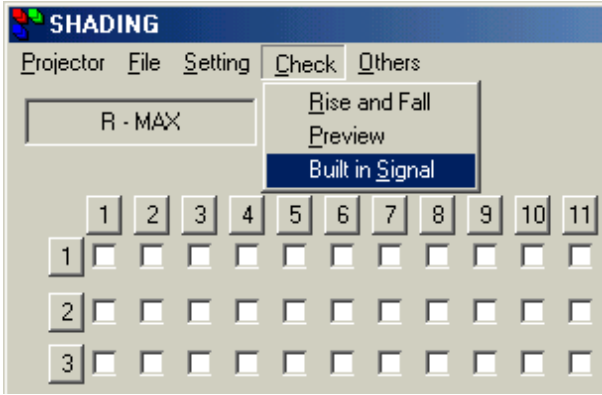 SHADING
Projector File Setting Check Others
Rise and Fall
R - MAX
Preview
Built in Signal
1 2 3 4 5 6 7 8 9 10 11
1
2
3